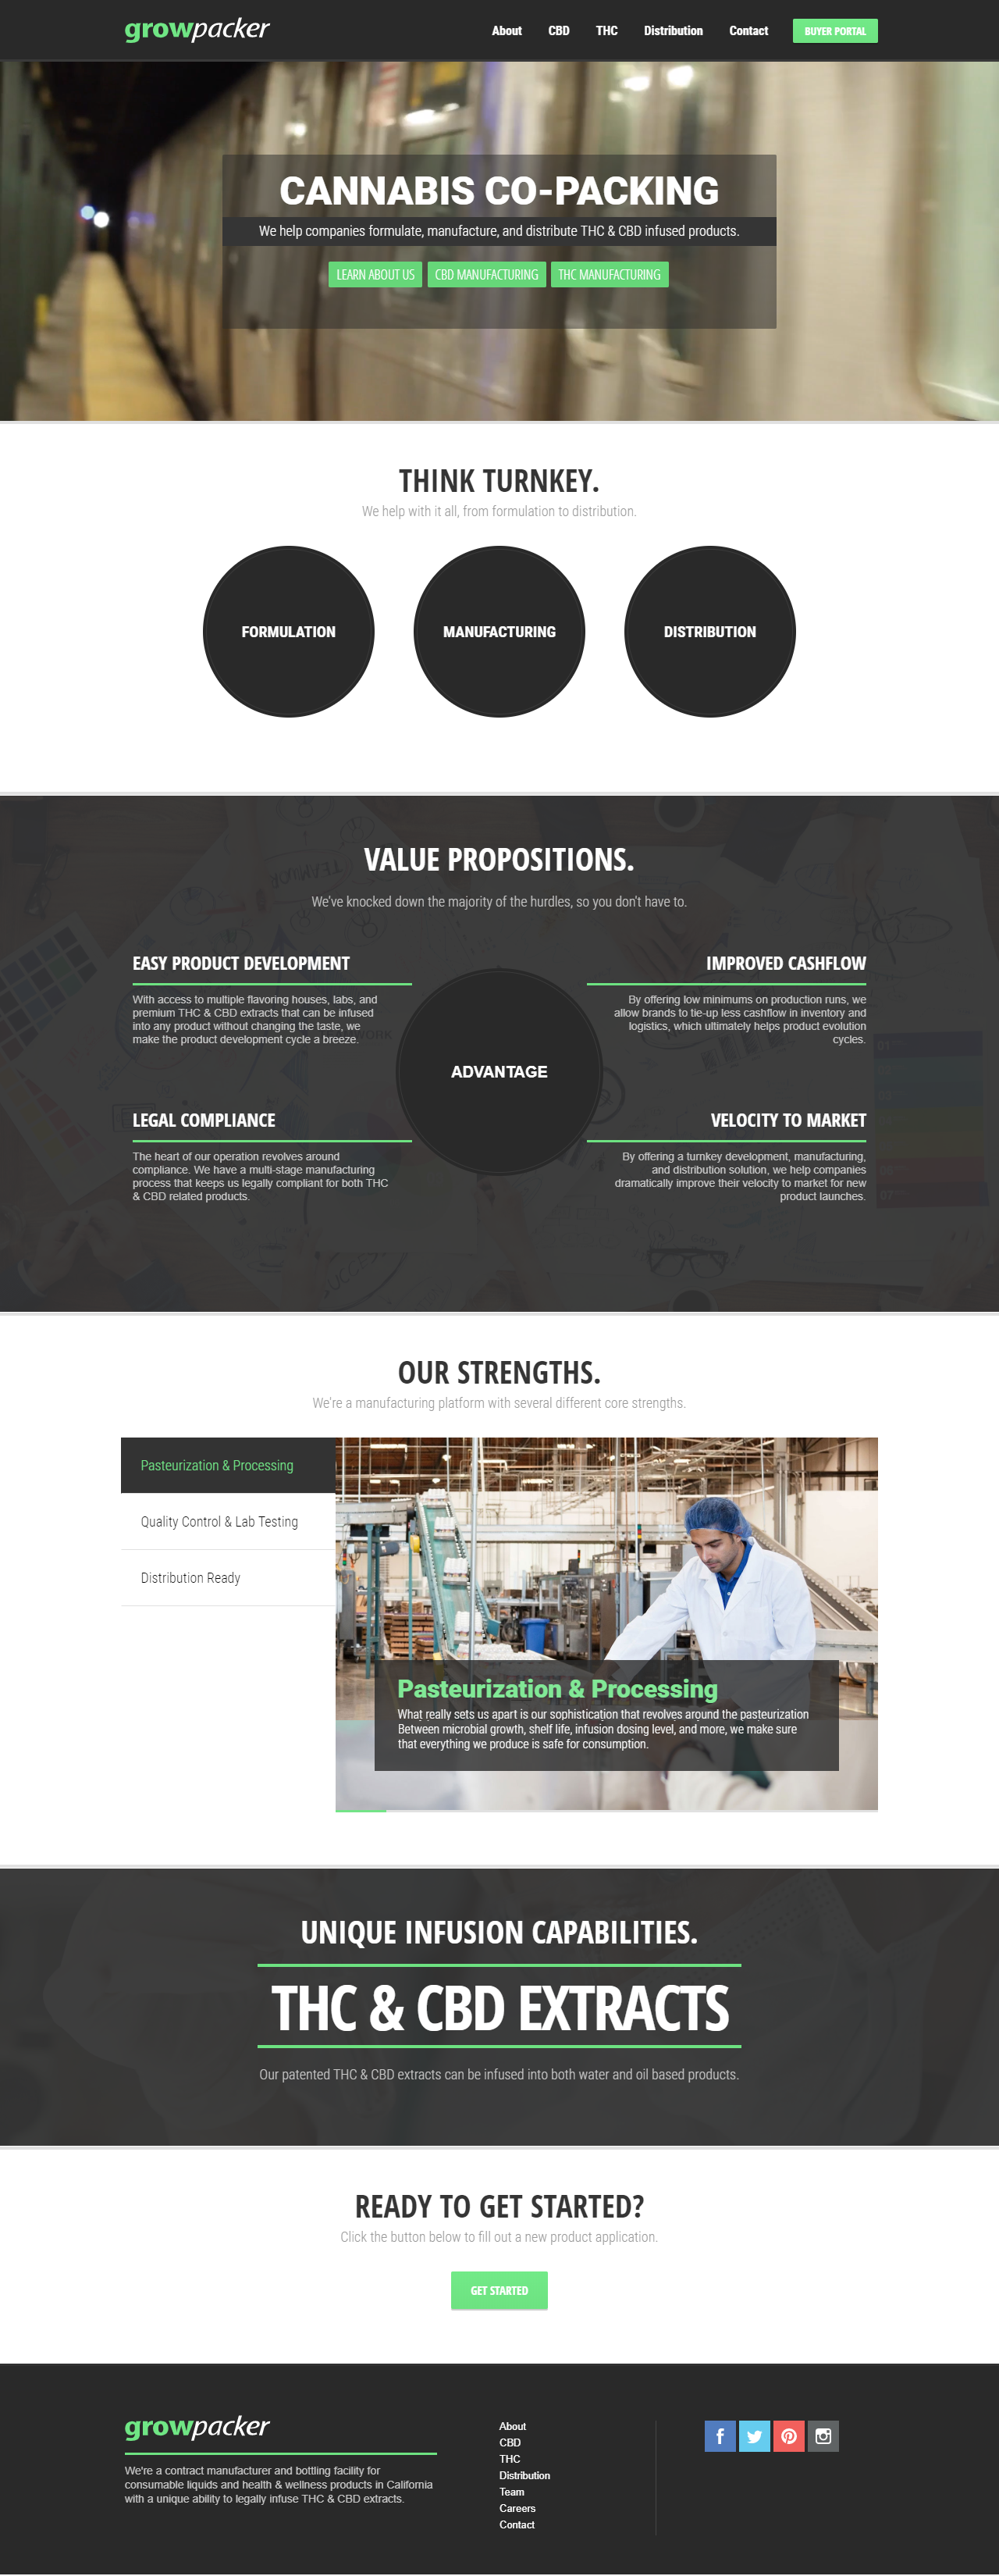 growpacker
About CBD THC Distribution Contact BUYER PORTAL
CANNABIS CO-PACKING
We help companies formulate, manufacture, and distribute THC & CBD infused products.
LEARN ABOUT US CBD MANUFACTURING THC MANUFACTURING
THINK TURNKEY.
We help with it all, from formulation to distribution.
FORMULATION MANUFACTURING DISTRIBUTION
VALUE PROPOSITIONS.
We've knocked down the majority of the hurdles, so you don't have to.
EASY PRODUCT DEVELOPMENT
With access to multiple flavoring houses, labs, and
premium THC & CBD extracts that can be infused
into any product without changing the taste, we
make the product development cycle a breeze.
LEGAL COMPLIANCE
The heart of our operation revolves around
compliance. We have a multi-stage manufacturing
process that keeps us legally compliant for both THC
& CBD related products.
ADVANTAGE
IMPROVED CASHFLOW
By offering low minimums on production runs, we
allow brands to tie-up less cashflow in inventory and
logistics, which ultimately helps product evolution
cycles.
VELOCITY TO MARKET
By offering a turnkey development, manufacturing,
and distribution solution, we help companies
dramatically improve their velocity to market for new
product launches.
OUR STRENGTHS.
We're a manufacturing platform with several different core strengths.
Pasteurization & Processing
Quality Control & Lab Testing
Distribution Ready
Pasteurization & Processing
What really sets us apart is our sophistication that revolves around the pasteurization
Between microbial growth, shelf life, infusion dosing level, and more, we make sure
that everything we produce is safe for consumption.
UNIQUE INFUSION CAPABILITIES.
THC & CBD EXTRACTS
Our patented THC & CBD extracts can be infused into both water and oil based products.
READY TO GET STARTED?
Click the button below to fill out a new product application.
GET STARTED
growpacker
We're a contract manufacturer and bottling facility for
consumable liquids and health & wellness products in California
with a unique ability to legally infuse THC & CBD extracts.
About
CBD
THC
Distribution
Team
Careers
Contact